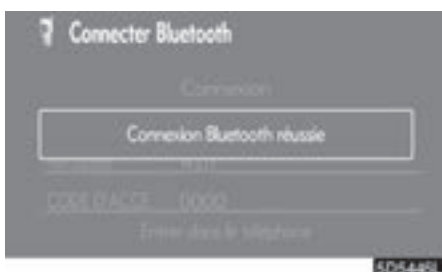 Connecter Bluetooth
Connexion
Connexion Bluetooth réussie
CODE D'ACCÈ 0000
Entrer dans le téléphone